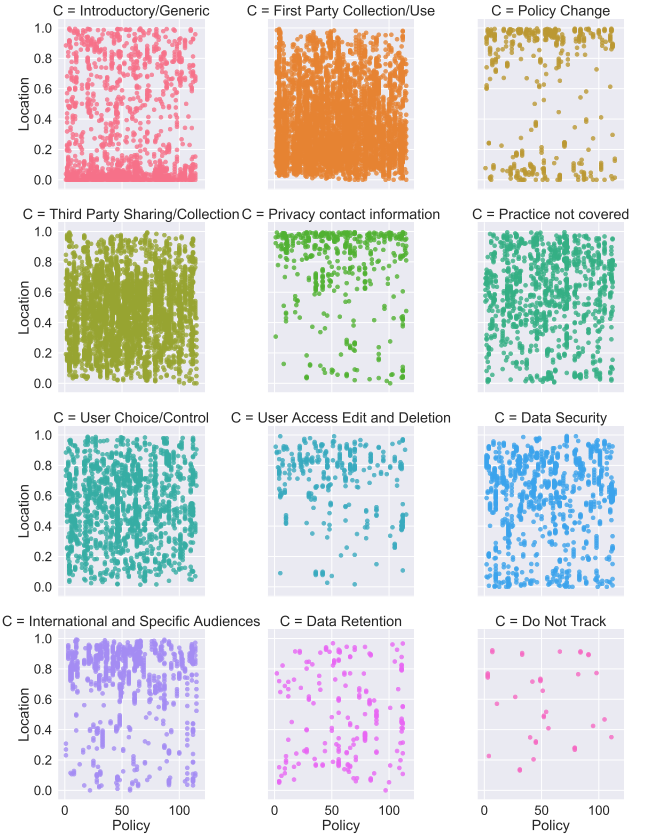 C = Introductory/Generic
C = First Party Collection/Use
C = Policy Change
1.0
0.8
0.6
0.4
0.2
0.0
Location
C = Third Party Sharing/Collection
C = Privacy contact information
C = Practice not covered
1.0
0.8
0.6
0.4
0.2
0.0
Location
C = User Choice/Control
C = User Access Edit and Deletion
C = Data Security
1.0
0.8
0.6
0.4
0.2
0.0
Location
C = International and Specific Audiences
C = Data Retention
C = Do Not Track
1.0
0.8
0.6
0.4
0.2
0.0
Location
0 50 100
0 50 100
0 50 100
Policy
Policy
Policy